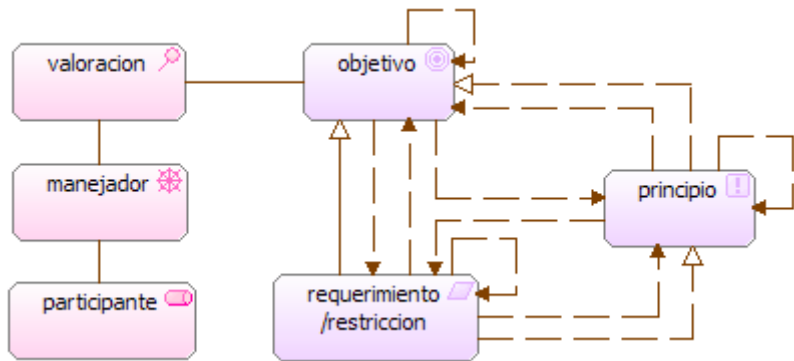 valoracion
objetivo
manejador
principio
participante
requerimiento
/restriccion